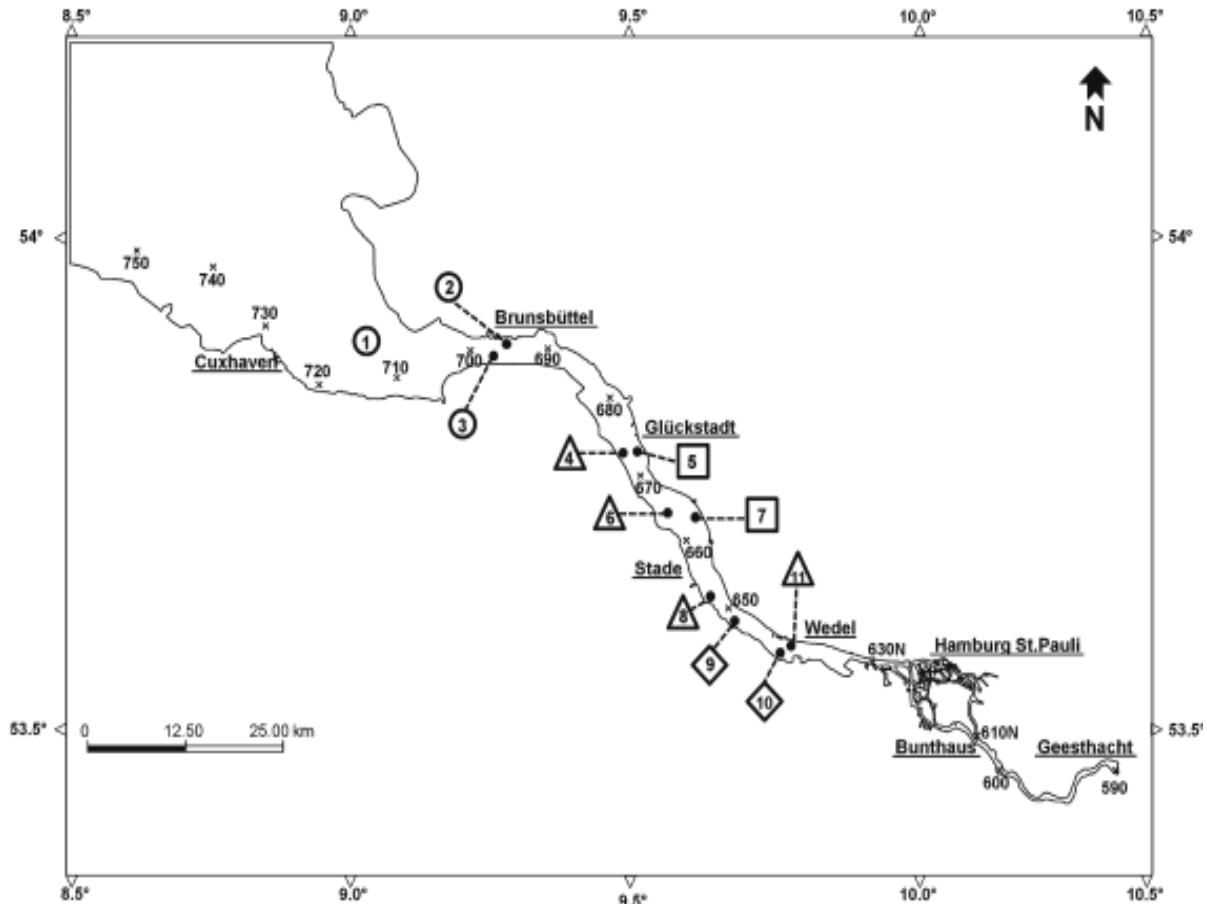 8.5° 9.0° 9.5° 10.0° 10.5°
N
54° 54°
750
740
730
2
Brunsbüttel
1
Cuxhaven
700
690
720
710
680
3
Glückstadt
4
5
670
6
7
660
11
Stade
650
8
Wedel
630N
Hamburg St.Pauli
9
10
0 12.50 25.00 km
53.5° 53.5°
610N
Bunthaus
Geesthacht
600
590
8.5° 9.0° 9.5° 10.0° 10.5°